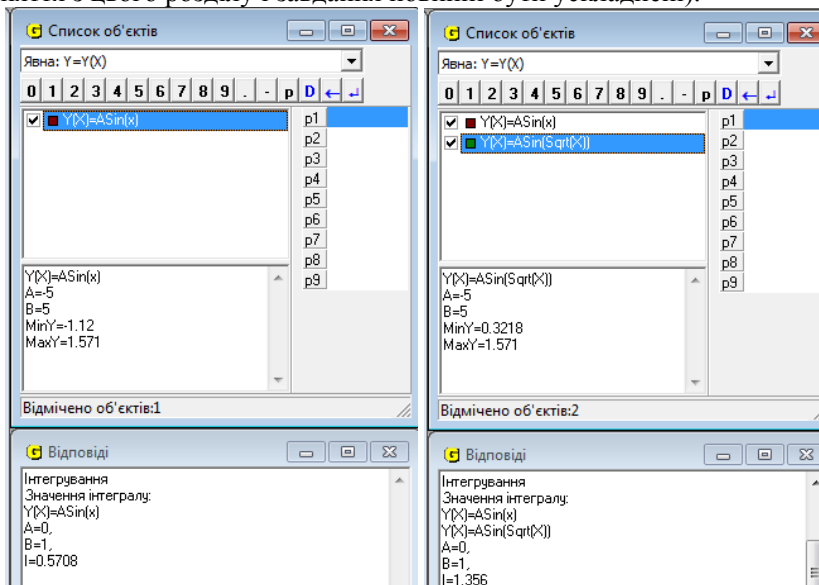 Список об'єктів
Явна: Y=Y(X)
0 1 2 3 4 5 6 7 8 9 . - p D ← ↵
Y(X)=ASin(x)
p1
p2
p3
p4
p5
p6
p7
p8
p9
Y(X)=ASin(x)
A=-5
B=5
MinY=-1.12
MaxY=1.571
Відмічено об'єктів:1
Відповіді
Інтегрування
Значення інтегралу:
Y(X)=ASin(x)
A=0,
B=1,
I=0.5708
Список об'єктів
Явна: Y=Y(X)
0 1 2 3 4 5 6 7 8 9 . - p D ← ↵
Y(X)=ASin(x)
Y(X)=ASin(Sqrt(X))
p1
p2
p3
p4
p5
p6
p7
p8
p9
Y(X)=ASin(Sqrt(X))
A=-5
B=5
MinY=0.3218
MaxY=1.571
Відмічено об'єктів:2
Відповіді
Інтегрування
Значення інтегралу:
Y(X)=ASin(x)
Y(X)=ASin(Sqrt(X))
A=0,
B=1,
I=1.356